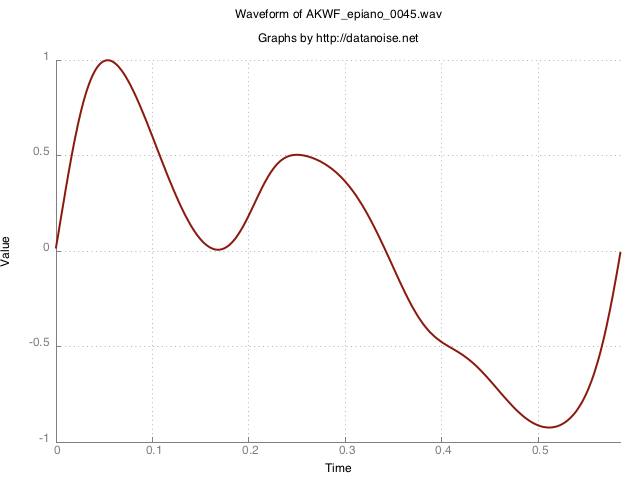 Waveform of AKWF_epiano_0045.wav
Graphs by http://datanoise.net
1
0.5
0
-0.5
-1
Value
0 0.1 0.2 0.3 0.4 0.5
Time